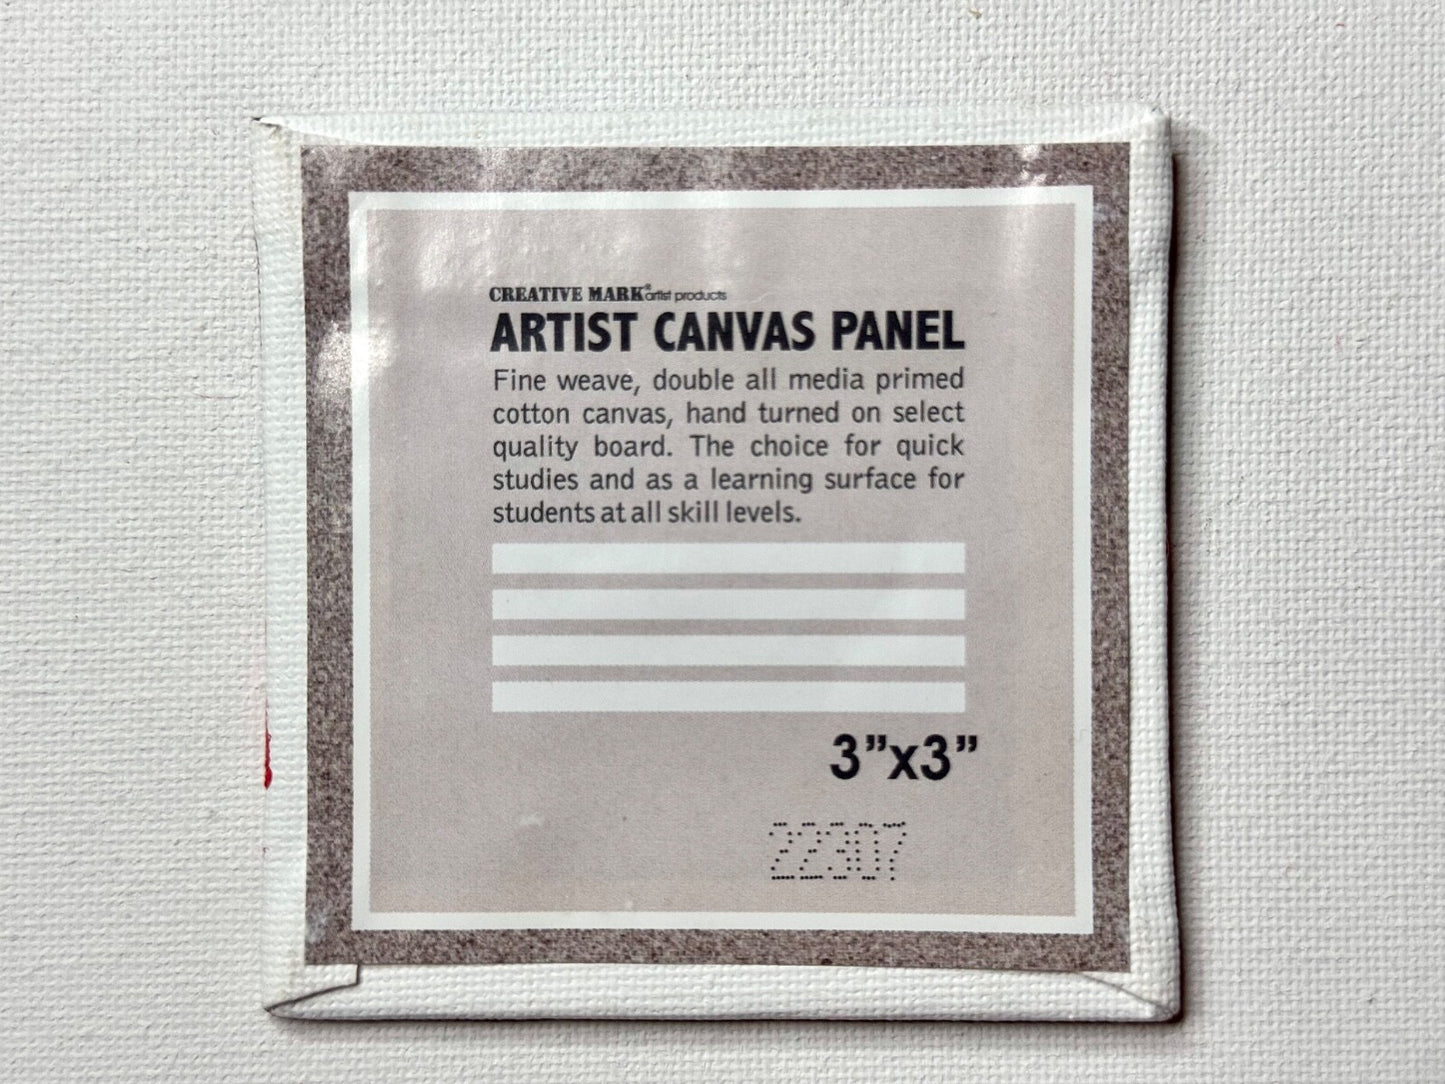 CREATIVE MARK® artist products
ARTIST CANVAS PANEL
Fine weave, double all media primed
cotton canvas, hand turned on select
quality board. The choice for quick
studies and as a learning surface for
students at all skill levels.
3”x3”
22307